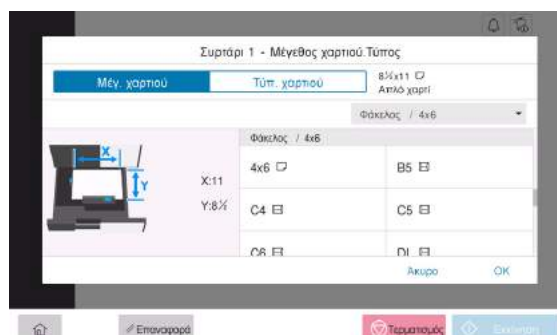 Συρτάρι 1 - Μέγεθος χαρτιού Τύπος
Μέγ. χαρτιού
Τύπ. χαρτιού
8½x11
Απλό χαρτί
Φάκελος / 4x6
Φάκελος / 4x6
X
Y
X:11
Y:8½
4x6
B5
C4
C5
C6
DL
Άκυρο
OK
Επαναφορά
Τερματισμός
Εκκίνηση